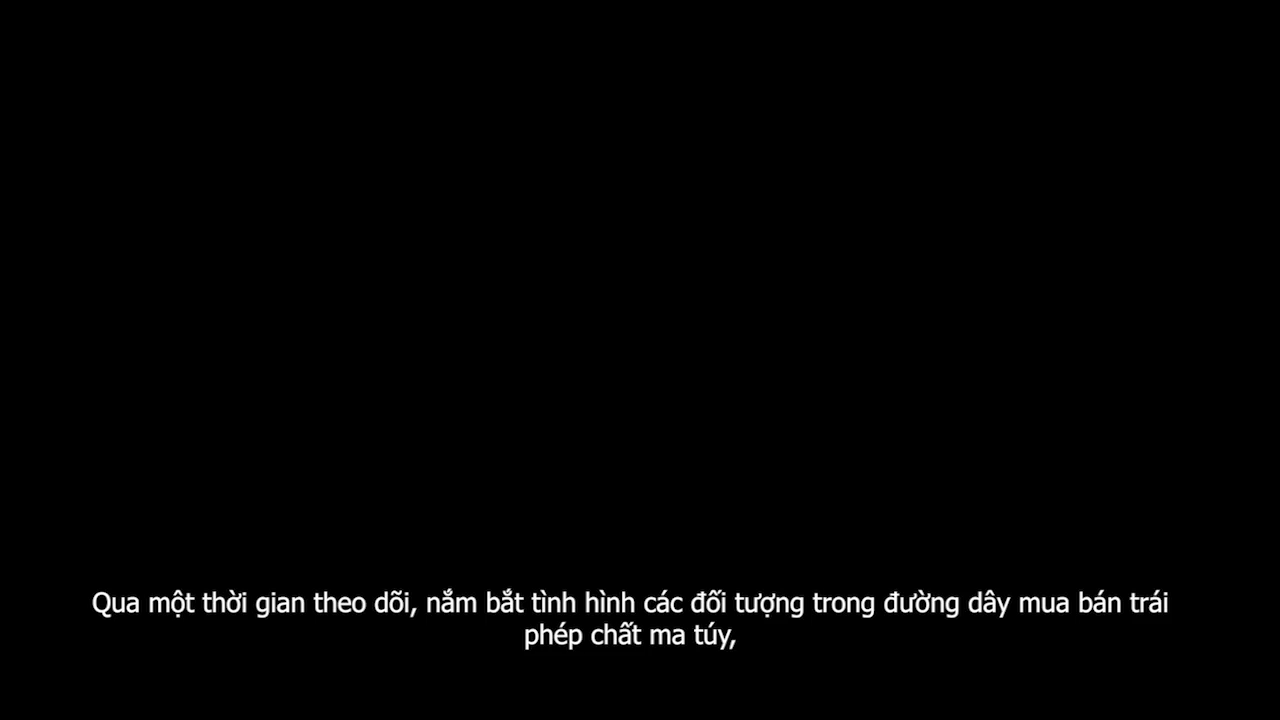 Qua một thời gian theo dõi, nắm bắt tình hình các đối tượng trong đường dây mua bán trái
phép chất ma túy,